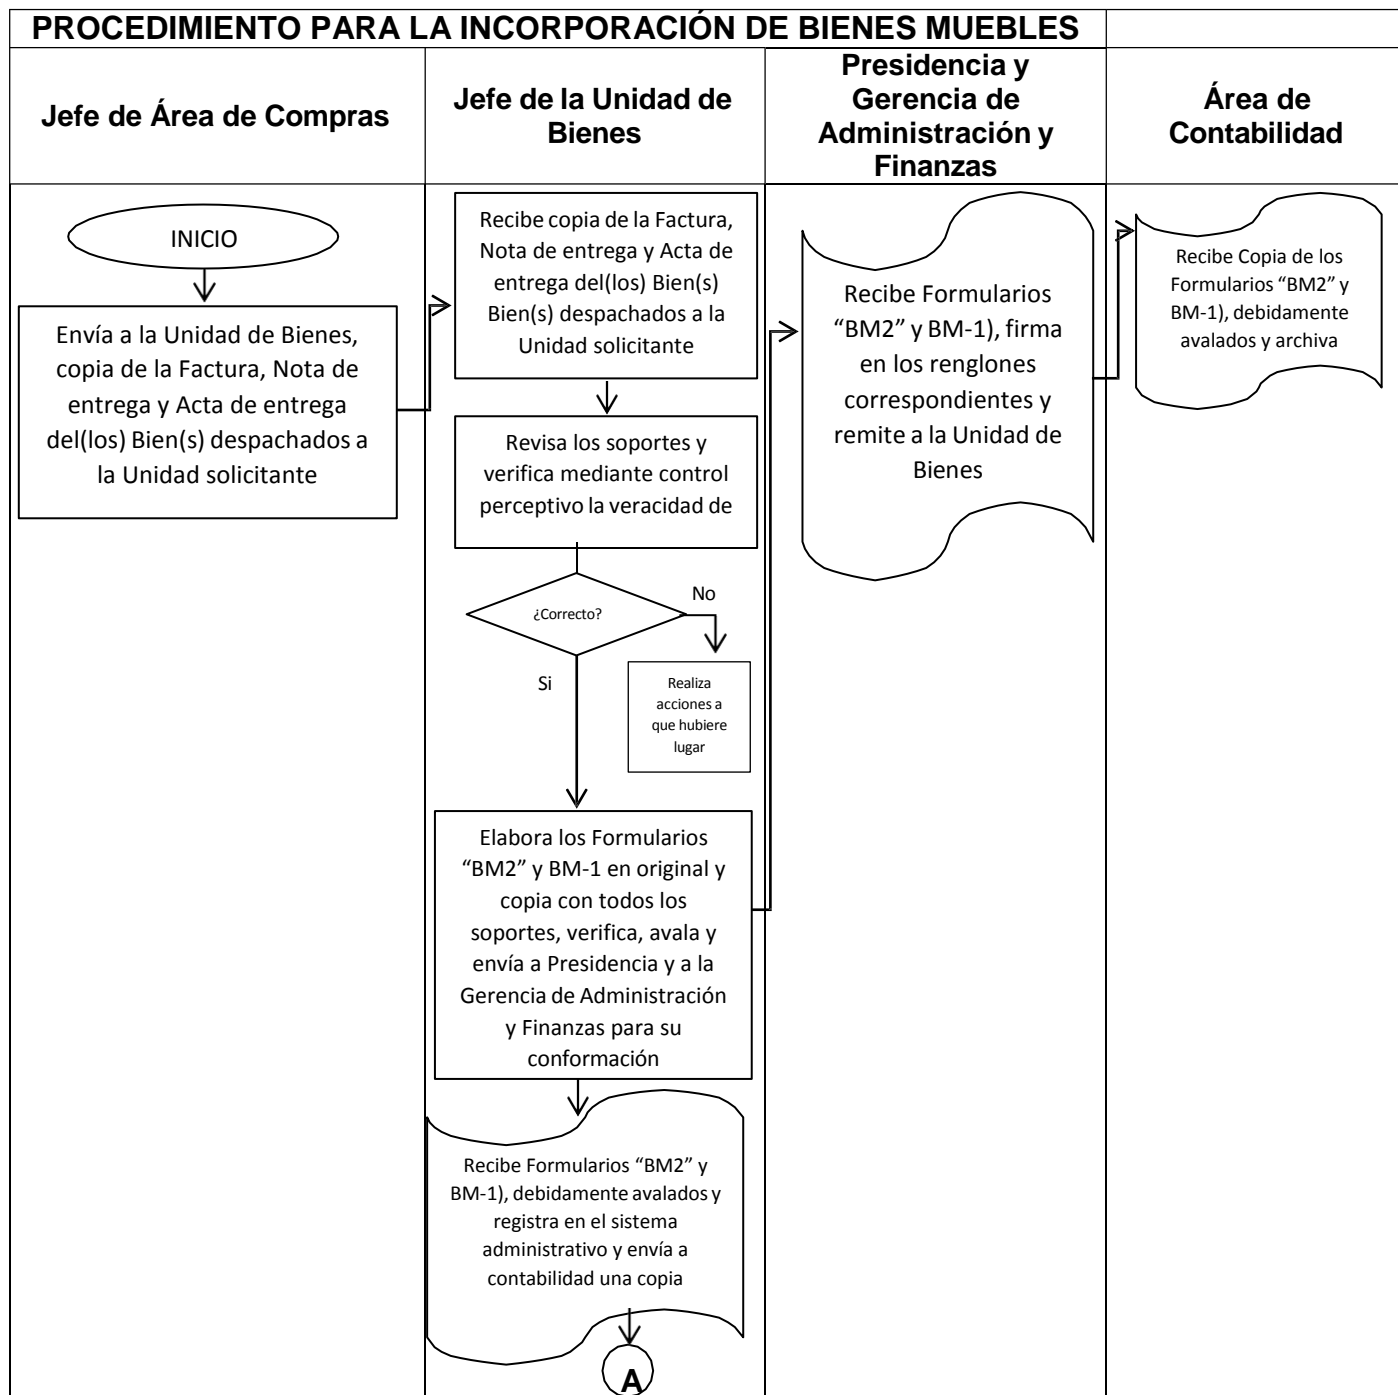 PROCEDIMIENTO PARA LA INCORPORACIÓN DE BIENES MUEBLES
Jefe de Área de Compras
Jefe de la Unidad de
Bienes
Presidencia y
Gerencia de
Administración y
Finanzas
Área de
Contabilidad
INICIO
Envía a la Unidad de Bienes,
copia de la Factura, Nota de
entrega y Acta de entrega
del(los) Bien(s) despachados a
la Unidad solicitante
Recibe copia de la Factura,
Nota de entrega y Acta de
entrega del(los) Bien(s)
Bien(s) despachados a la
Unidad solicitante
Revisa los soportes y
verifica mediante control
perceptivo la veracidad de
¿Correcto?
No
Si
Realiza
acciones a
que hubiere
lugar
Elabora los Formularios
“BM2” y BM-1 en original y
copia con todos los
soportes, verifica, avala y
envía a Presidencia y a la
Gerencia de Administración
y Finanzas para su
conformación
Recibe Formularios “BM2” y
BM-1), debidamente avalados y
registra en el sistema
administrativo y envía a
contabilidad una copia
A
Recibe Formularios
“BM2” y BM-1), firma
en los renglones
correspondientes y
remite a la Unidad de
Bienes
Recibe Copia de los
Formularios “BM2” y
BM-1), debidamente
avalados y archiva